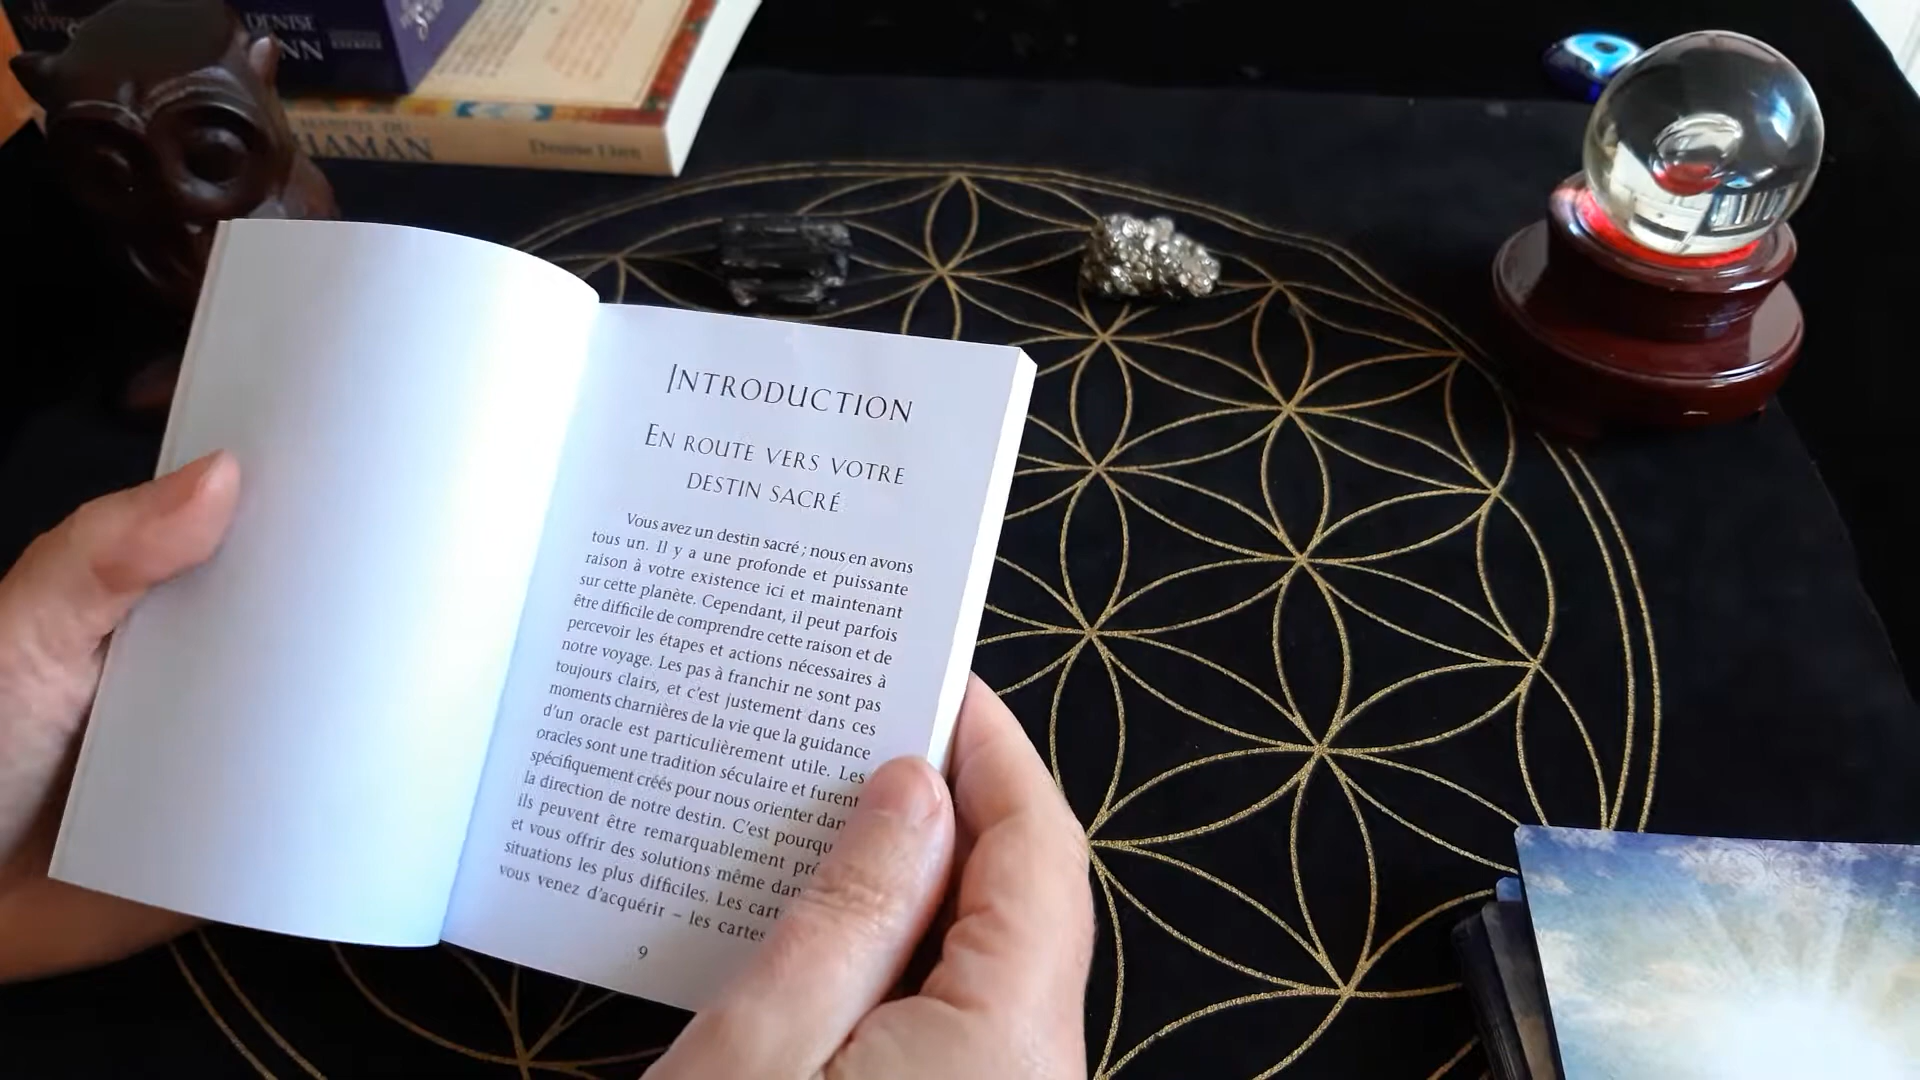 DENISE
HAMAN
Denise Linn
INTRODUCTION
EN ROUTE VERS VOTRE
DESTIN SACRÉ
Vous avez un destin sacré ; nous en avons
tous un. Il y a une profonde et puissante
raison à votre existence ici et maintenant
sur cette planète. Cependant, il peut parfois
être difficile de comprendre cette raison et de
percevoir les étapes et actions nécessaires à
notre voyage. Les pas à franchir ne sont pas
toujours clairs, et c'est justement dans ces
moments charnières de la vie que la guidance
d'un oracle est particulièrement utile. Les
oracles sont une tradition séculaire et furent
spécifiquement créés pour nous orienter
la direction de notre destin. C'est
ils peuvent être remarquablement
et vous offrir des solutions même
situations les plus difficiles. Les
vous venez d'acquérir – les cartes
9